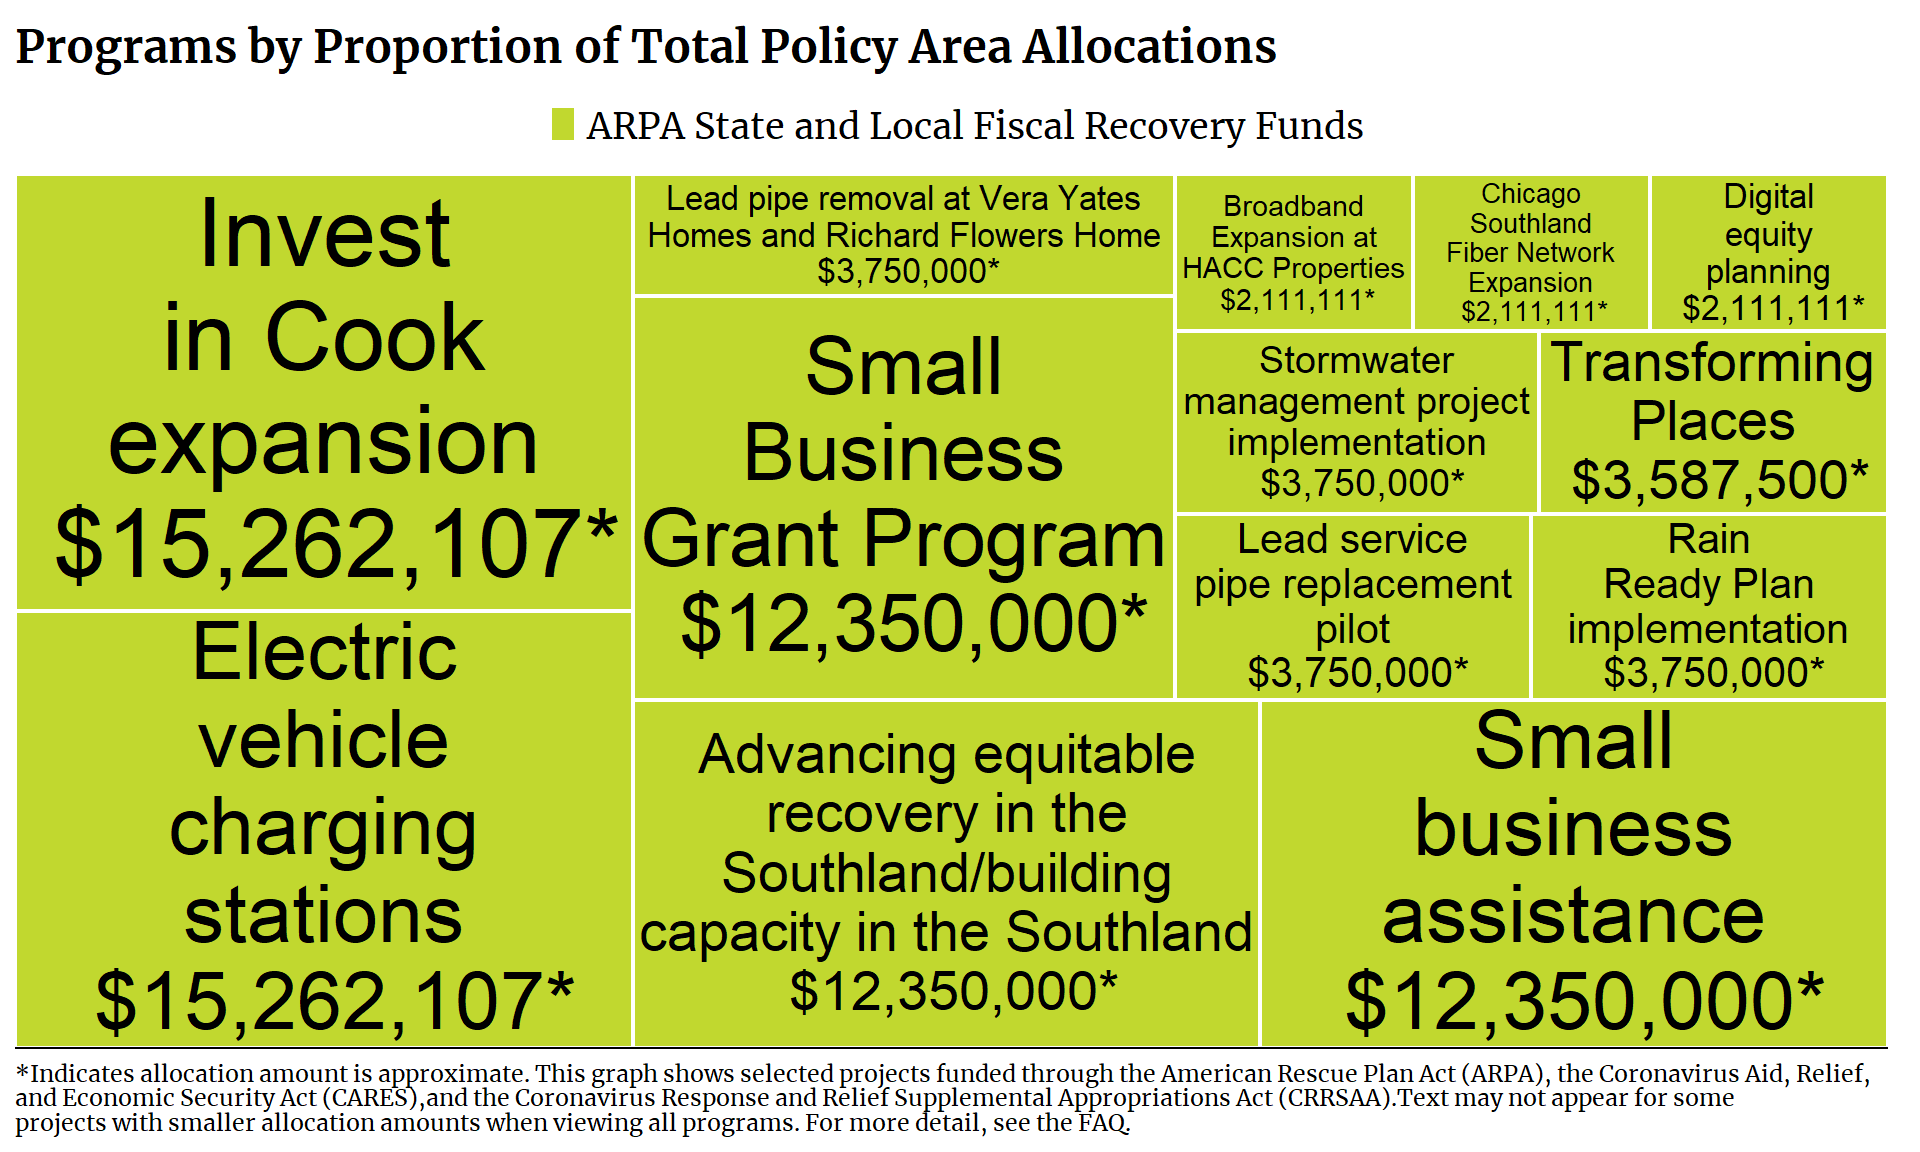 Programs by Proportion of Total Policy Area Allocations
ARPA State and Local Fiscal Recovery Funds
Invest
in Cook
expansion
$15,262,107*
Electric
vehicle
charging
stations
$15,262,107*
Lead pipe removal at Vera Yates
Homes and Richard Flowers Home
$3,750,000*
Small
Business
Grant Program
$12,350,000*
Broadband
Expansion at
HACC Properties
$2,111,111*
Chicago
Southland
Fiber Network
Expansion
$2,111,111*
Digital
equity
planning
$2,111,111*
Stormwater
management project
implementation
$3,750,000*
Transforming
Places
$3,587,500*
Lead service
pipe replacement
pilot
$3,750,000*
Rain
Ready Plan
implementation
$3,750,000*
Advancing equitable
recovery in the
Southland/building
capacity in the Southland
$12,350,000*
Small
business
assistance
$12,350,000*
*Indicates allocation amount is approximate. This graph shows selected projects funded through the American Rescue Plan Act (ARPA), the Coronavirus Aid, Relief,
and Economic Security Act (CARES),and the Coronavirus Response and Relief Supplemental Appropriations Act (CRRSAA).Text may not appear for some
projects with smaller allocation amounts when viewing all programs. For more detail, see the FAQ.